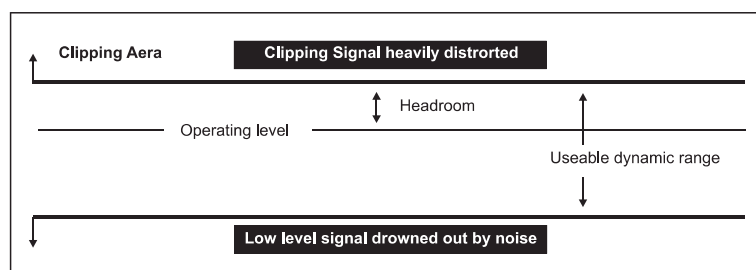 Clipping Aera
Clipping Signal heavily distrorted
Headroom
Operating level
Useable dynamic range
Low level signal drowned out by noise